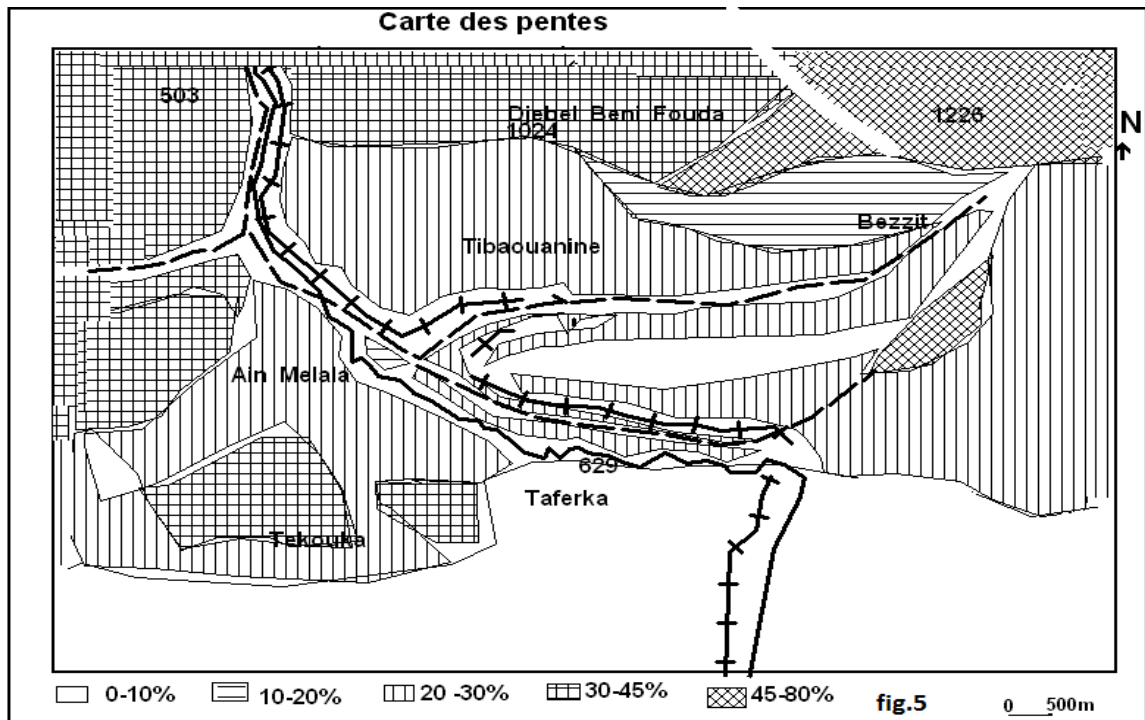 Carte des pentes
503
Djebel Beni Fouda
1024
1226
N
Bezzit
Tibaouanine
Ain Melala
629
Taferka
Tekouka
0-10% 10-20% 20 -30% 30-45% 45-80% fig.5 0 500m